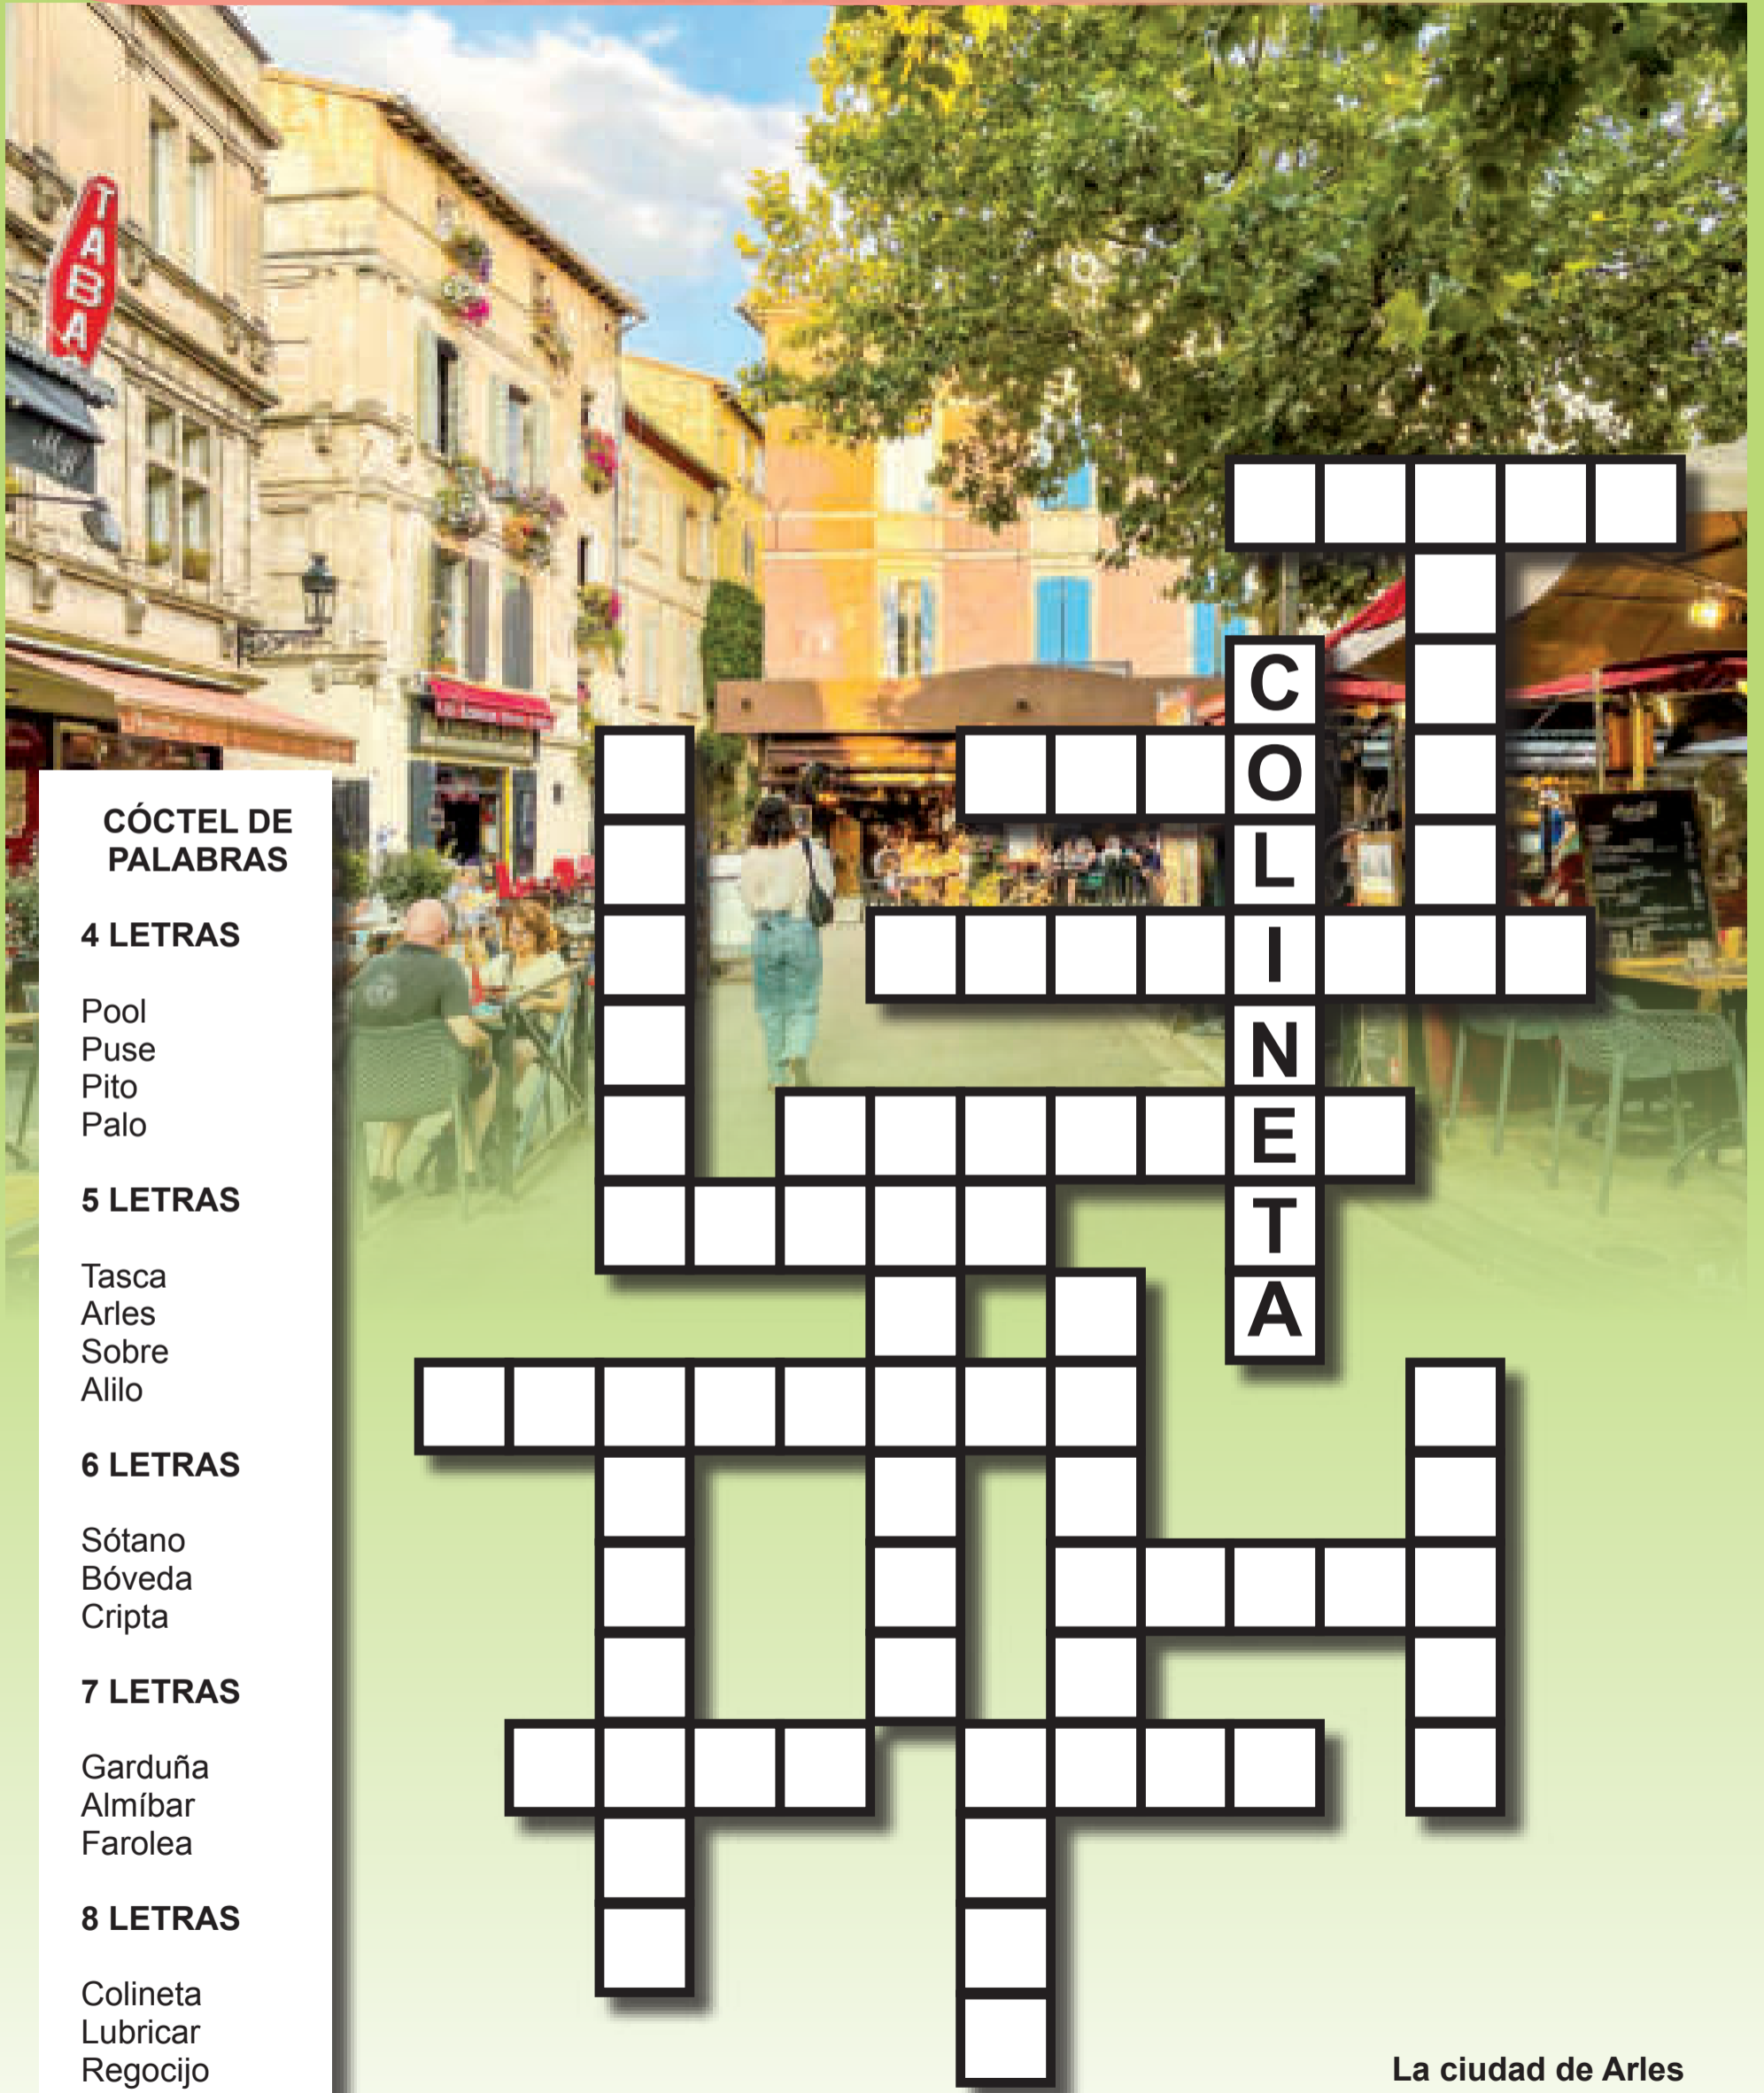 TABA
CÓCTEL DE
PALABRAS
4 LETRAS
Pool
Puse
Pito
Palo
5 LETRAS
Tasca
Arles
Sobre
Alilo
6 LETRAS
Sótano
Bóveda
Cripta
7 LETRAS
Garduña
Almíbar
Farolea
8 LETRAS
Colineta
Lubricar
Regocijo
C
O
L
I
N
E
T
A
La ciudad de Arles